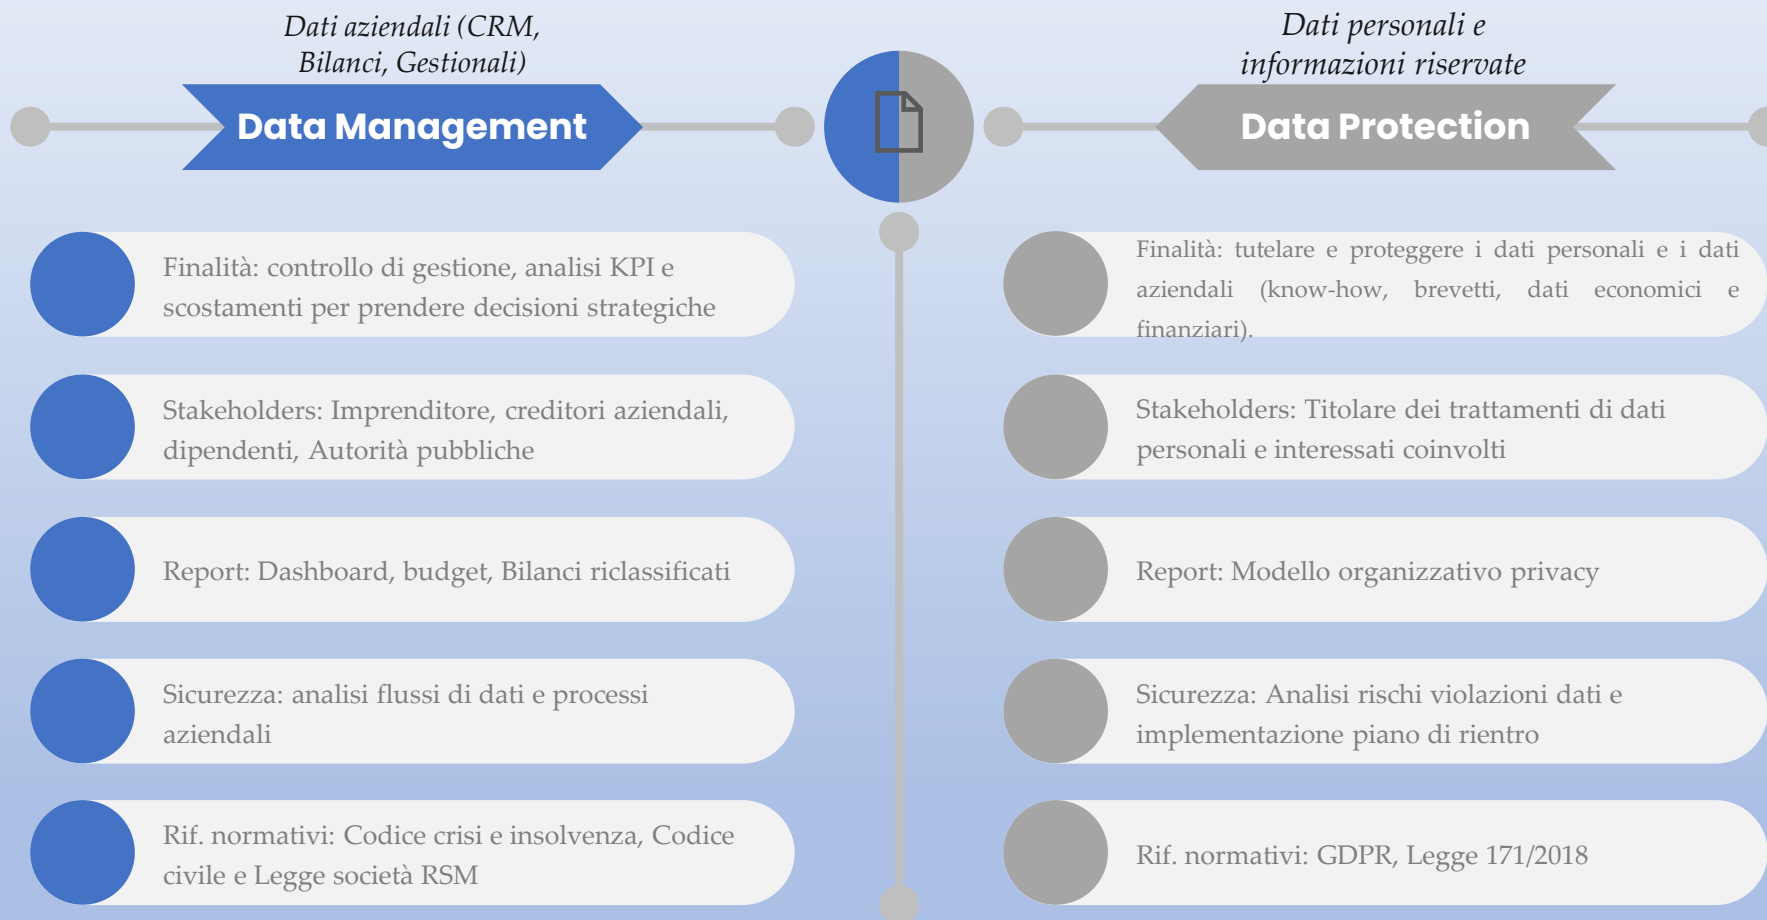 Dati aziendali (CRM,
Bilanci, Gestionali)
Data Management
Finalità: controllo di gestione, analisi KPI e
scostamenti per prendere decisioni strategiche
Stakeholders: Imprenditore, creditori aziendali,
dipendenti, Autorità pubbliche
Report: Dashboard, budget, Bilanci riclassificati
Sicurezza: analisi flussi di dati e processi
aziendali
Rif. normativi: Codice crisi e insolvenza, Codice
civile e Legge società RSM
Dati personali e
informazioni riservate
Data Protection
Finalità: tutelare e proteggere i dati personali e i dati
aziendali (know-how, brevetti, dati economici e
finanziari).
Stakeholders: Titolare dei trattamenti di dati
personali e interessati coinvolti
Report: Modello organizzativo privacy
Sicurezza: Analisi rischi violazioni dati e
implementazione piano di rientro
Rif. normativi: GDPR, Legge 171/2018